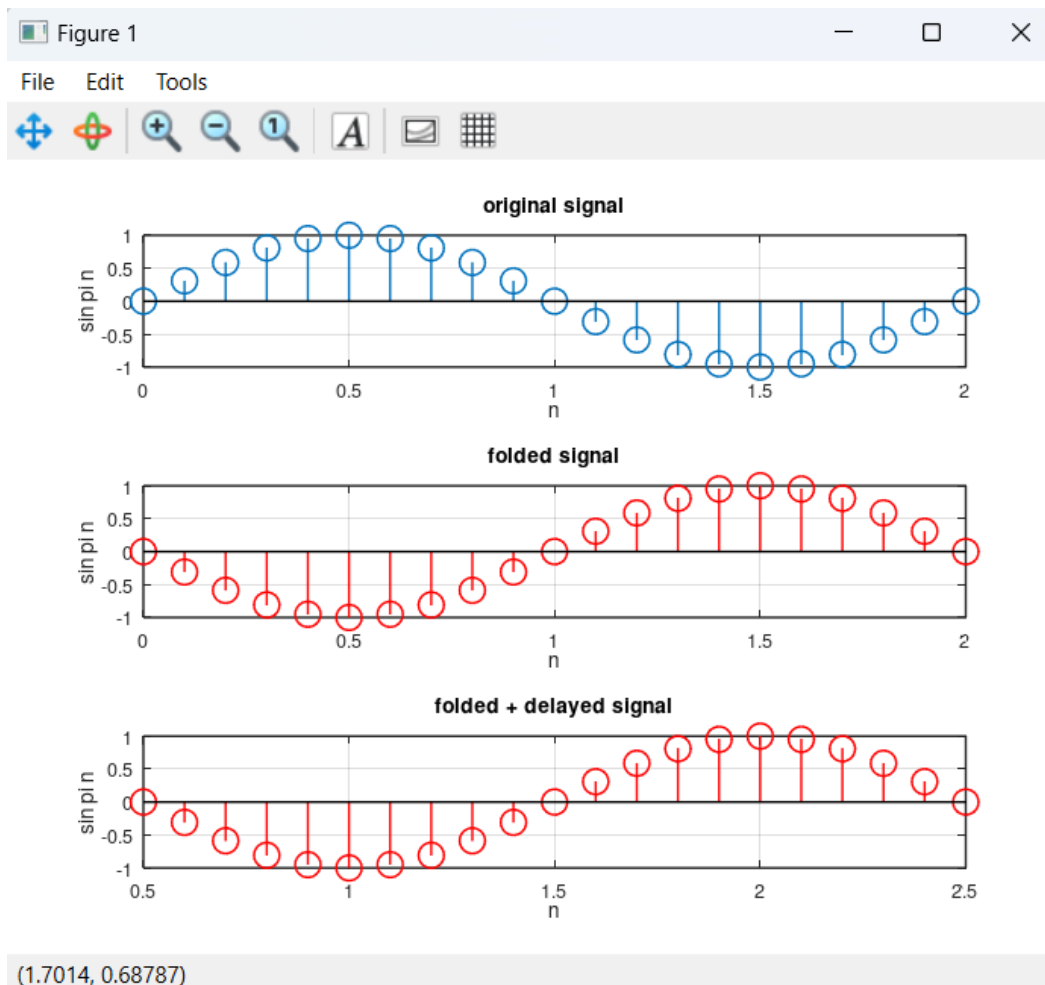 Figure 1
File Edit Tools
A
original signal
1
0.5
0
-0.5
-1
sin pi n
0 0.5 1 1.5 2
n
folded signal
1
0.5
0
-0.5
-1
sin pi n
0 0.5 1 1.5 2
n
folded + delayed signal
1
0.5
0
-0.5
-1
sin pi n
0.5 1 1.5 2 2.5
n
(1.7014, 0.68787)